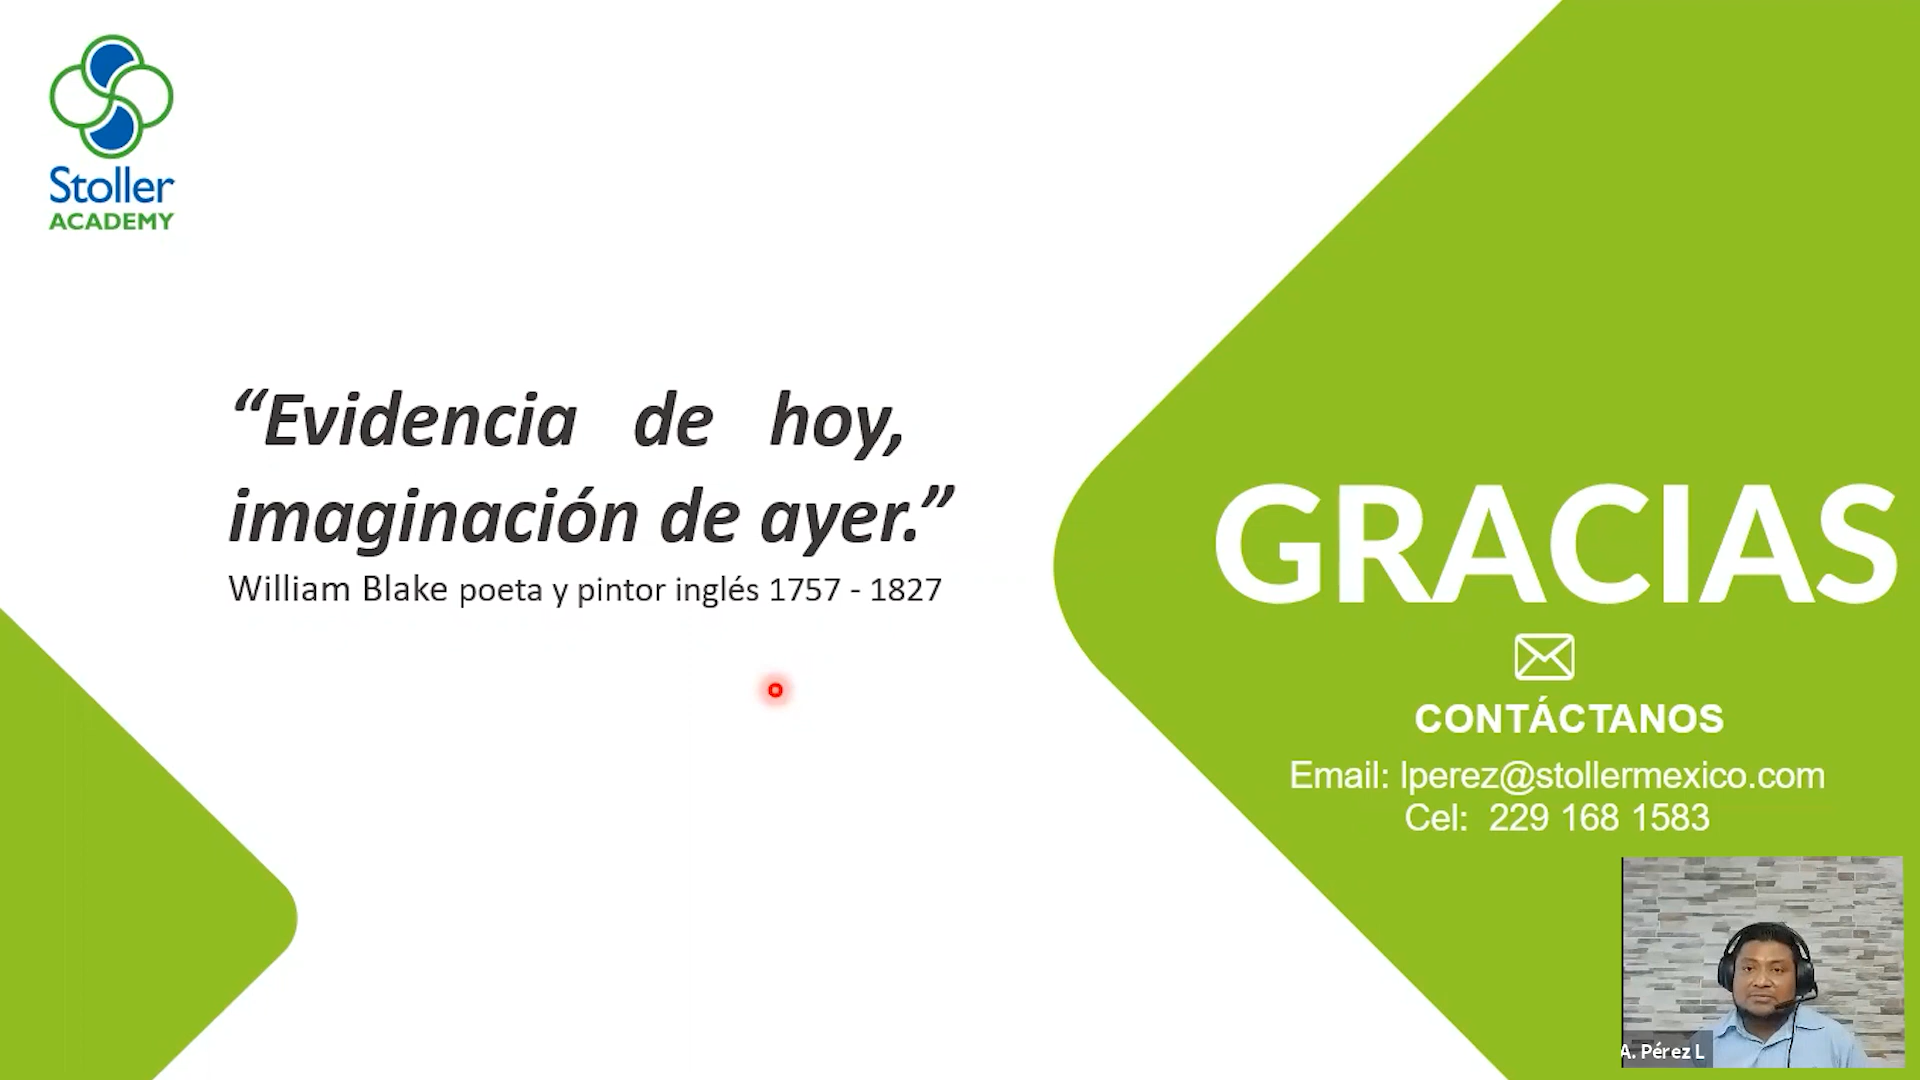 Stoller
ACADEMY
“Evidencia de hoy,
imaginación de ayer.”
William Blake poeta y pintor inglés 1757 - 1827
GRACIAS
CONTÁCTANOS
Email: lperez@stollermexico.com
Cel: 229 168 1583
A. Pérez L